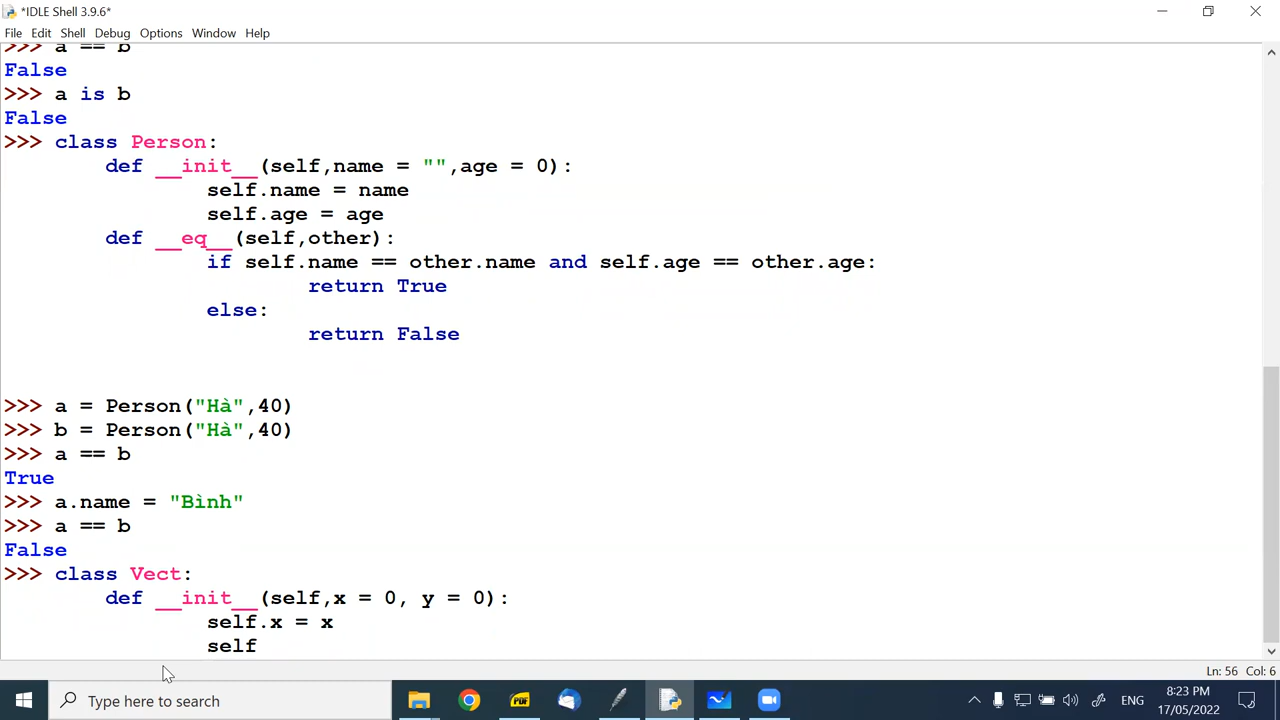 *IDLE Shell 3.9.6*
File Edit Shell Debug Options Window Help
>>> a == b
False
>>> a is b
False
>>> class Person:
def __init__(self,name = "",age = 0):
self.name = name
self.age = age
def __eq__(self,other):
if self.name == other.name and self.age == other.age:
return True
else:
return False
>>> a = Person("Hà",40)
>>> b = Person("Hà",40)
>>> a == b
True
>>> a.name = "Bình"
>>> a == b
False
>>> class Vect:
def __init__(self,x = 0, y = 0):
self.x = x
self
Ln: 56 Col: 6
Type here to search
PDF
ENG
8:23 PM
17/05/2022